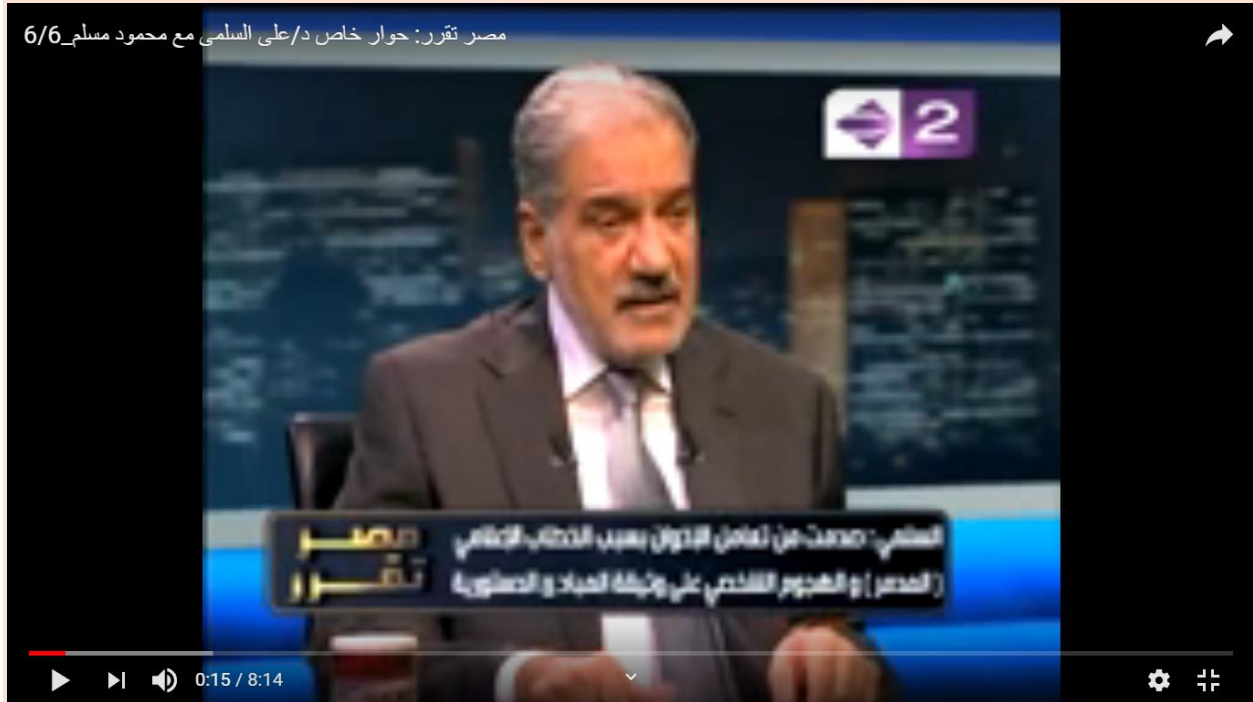 مصر تقرر: حوار خاص د/على السلمى مع محمود مسلم_6/6
2
السلمي: صدمت من تعامل الإخوان بسبب الخطاب الإعلامي
( المدمر ) و الهجوم الشخصي على وثيقة المباد و الدستورية
مصر
تقرر
0:15 / 8:14